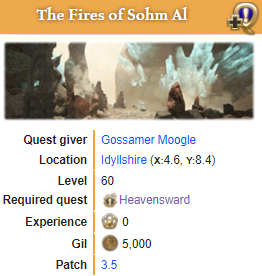 The Fires of Sohm Al
Quest giver Gossamer Moogle
Location Idyllshire (X:4.6, Y:8.4)
Level 60
Required quest Heavensward
Experience 0
Gil 5,000
Patch 3.5